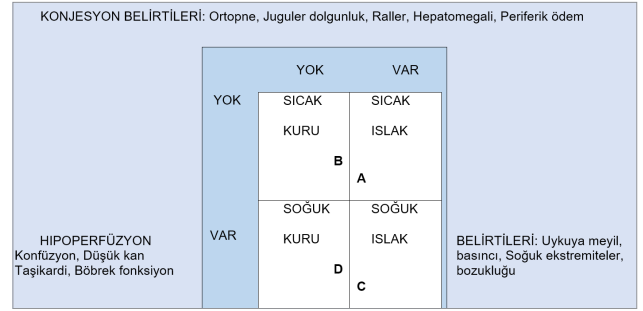 KONJESYON BELİRTİLERİ: Ortopne, Juguler dolgunluk, Raller, Hepatomegali, Periferik ödem
YOK VAR
YOK SICAK SICAK
KURU ISLAK
B
A
SOĞUK SOĞUK
VAR KURU ISLAK
HIPOPERFÜZYON BELİRTİLERİ: Uykuya meyil,
Konfüzyon, Düşük kan basıncı, Soğuk ekstremiteler,
Taşikardi, Böbrek fonksiyon bozukluğu
D
C